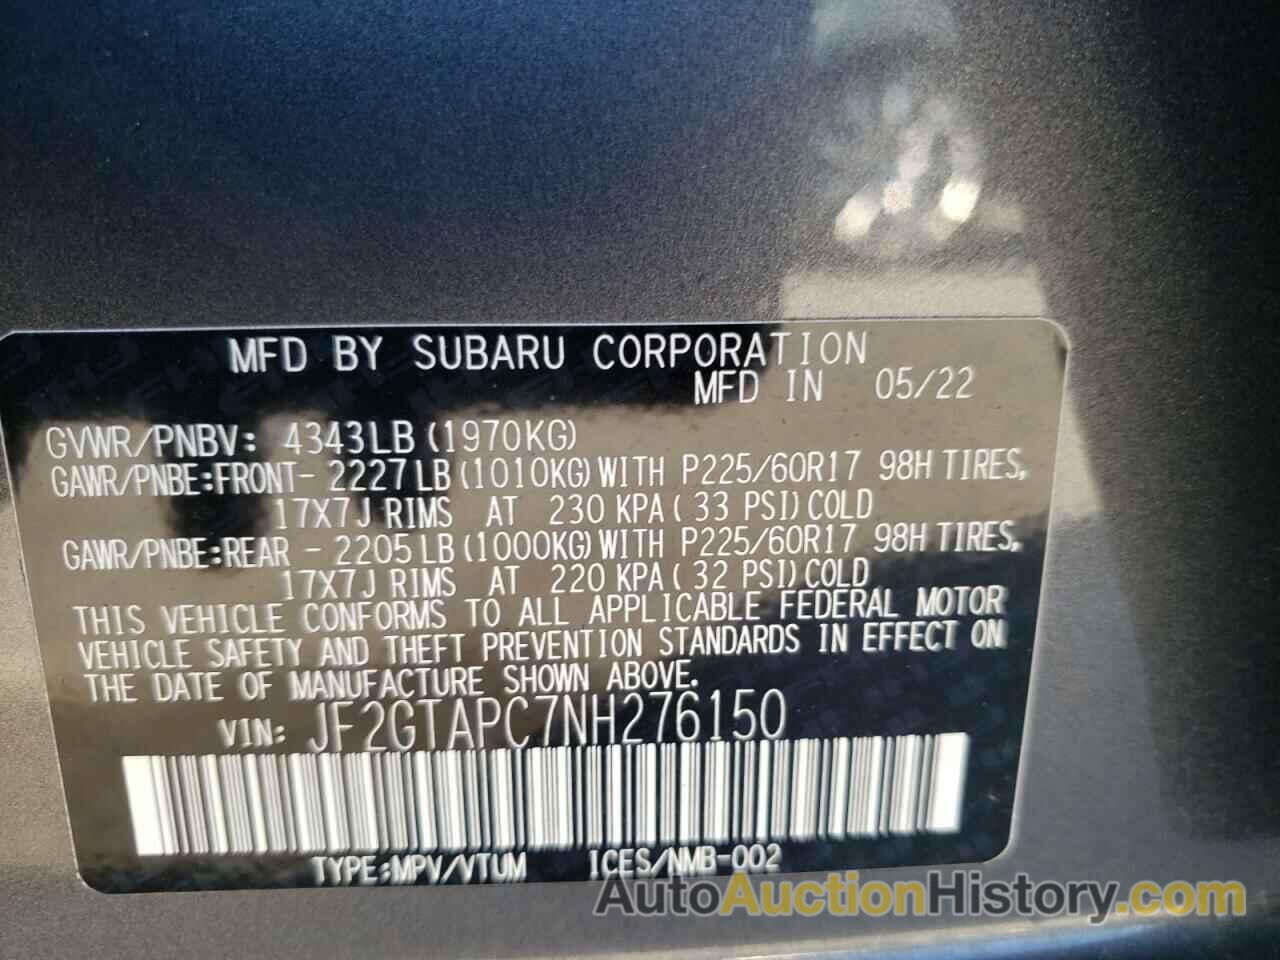 MFD BY SUBARU CORPORATION
MFD IN 05/22
GVWR/PNBV: 4343LB (1970KG)
GAWR/PNBE:FRONT- 2227LB (1010KG)WITH P225/60R17 98H TIRES,
17X7J RIMS AT 230 KPA( 33 PSI)COLD
GAWR/PNBE:REAR - 2205LB (1000KG)WITH P225/60R17 98H TIRES,
17X7J RIMS AT 220 KPA( 32 PSI)COLD
THIS VEHICLE CONFORMS TO ALL APPLICABLE FEDERAL MOTOR
VEHICLE SAFETY AND THEFT PREVENTION STANDARDS IN EFFECT ON
THE DATE OF MANUFACTURE SHOWN ABOVE.
VIN: JF2GTAPC7NH276150
TYPE:MPV/VTUM ICES/NMB-002
AutoAuctionHistory.com